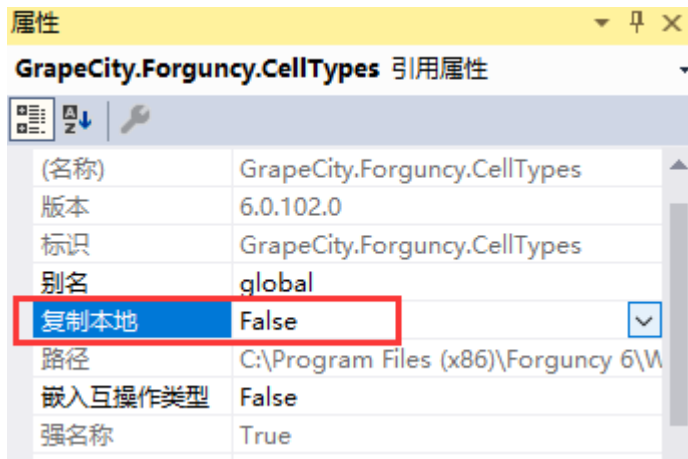 属性
GrapeCity.Forguncy.CellTypes 引用属性
(名称) GrapeCity.Forguncy.CellTypes
版本 6.0.102.0
标识 GrapeCity.Forguncy.CellTypes
别名 global
复制本地 False
路径 C:\Program Files (x86)\Forguncy 6\W
嵌入互操作类型 False
强名称 True